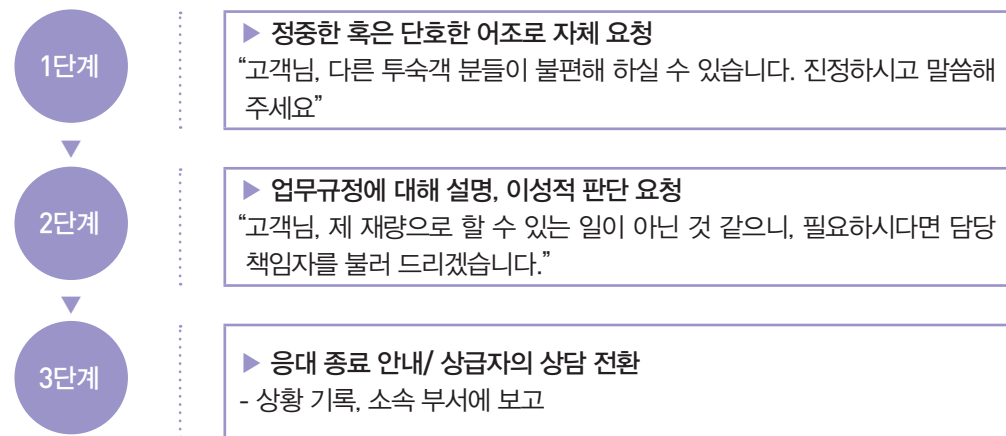 1단계
▶ 정중한 혹은 단호한 어조로 자체 요청
“고객님, 다른 투숙객 분들이 불편해 하실 수 있습니다. 진정하시고 말씀해
주세요”
2단계
▶ 업무규정에 대해 설명, 이성적 판단 요청
“고객님, 제 재량으로 할 수 있는 일이 아닌 것 같으니, 필요하시다면 담당
책임자를 불러 드리겠습니다.”
3단계
▶ 응대 종료 안내/ 상급자의 상담 전환
- 상황 기록, 소속 부서에 보고